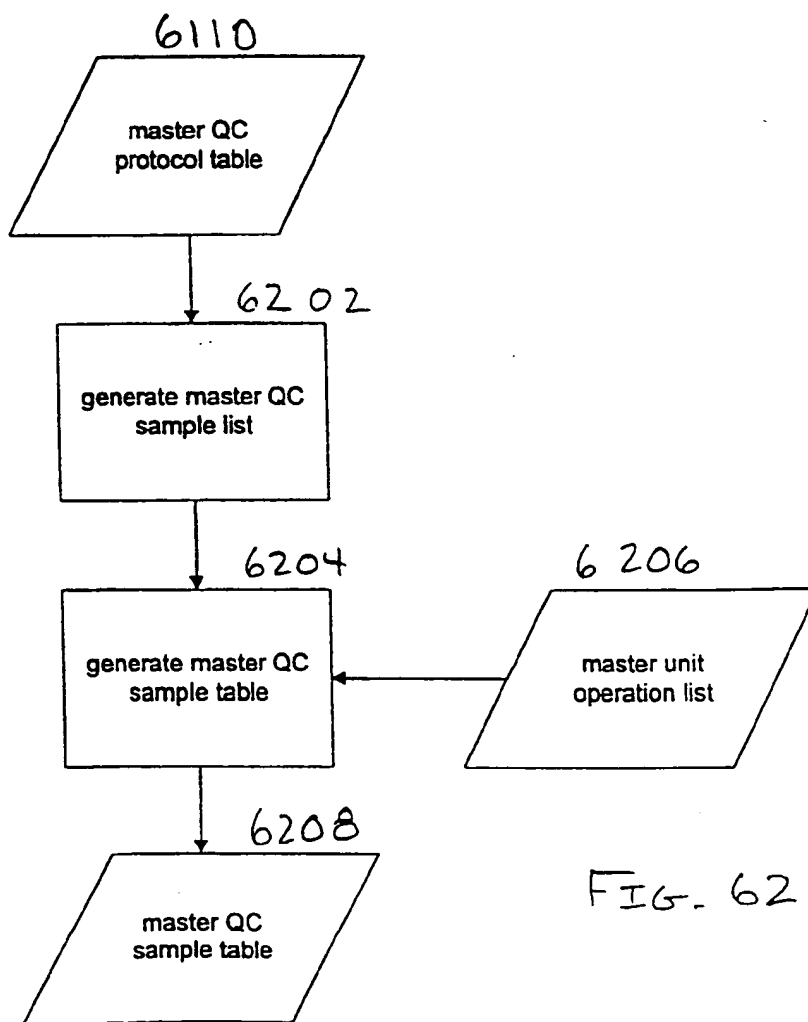 6110
master QC
protocol table
6202
generate master QC
sample list
6204
generate master QC
sample table
6206
master unit
operation list
6208
master QC
sample table
FIG. 62